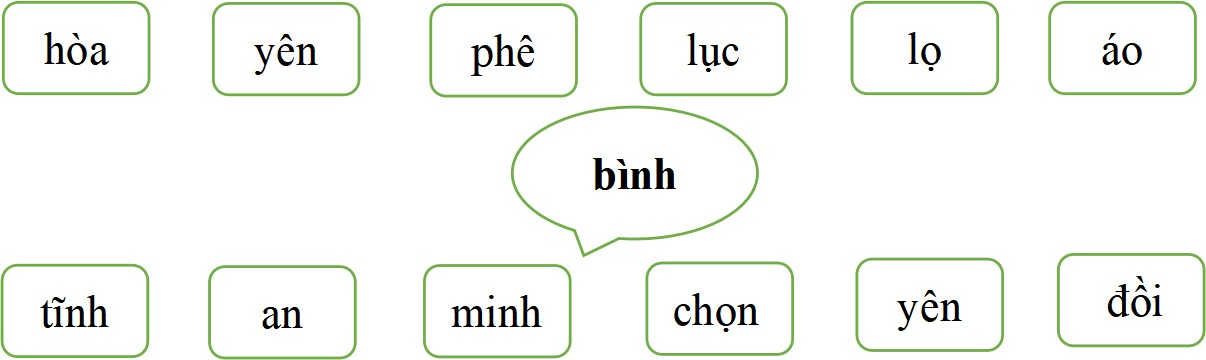 hòa yên phê lục lọ áo
bình
tĩnh an minh chọn yên đồi